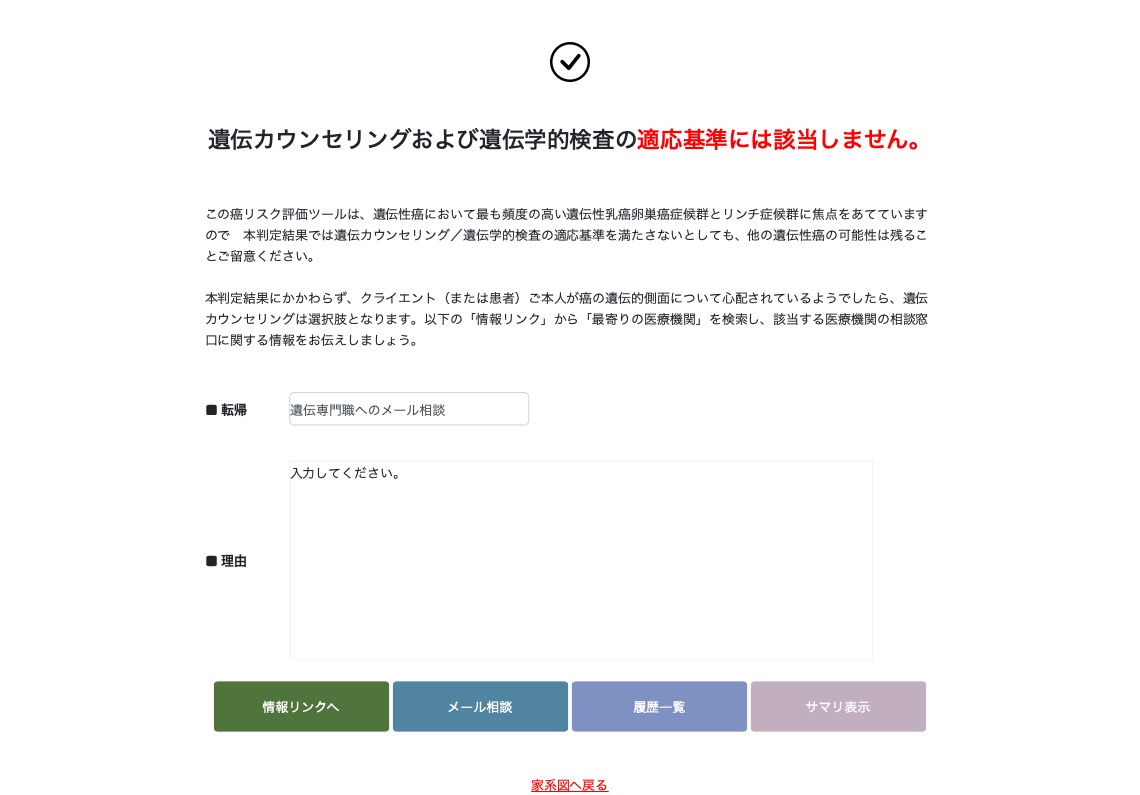 遺伝カウンセリングおよび遺伝学的検査の適応基準には該当しません。
この癌リスク評価ツールは、遺伝性癌において最も頻度の高い遺伝性乳癌卵巣癌症候群とリンチ症候群に焦点をあてています
ので　本判定結果では遺伝カウンセリング／遺伝学的検査の適応基準を満たさないとしても、他の遺伝性癌の可能性は残るこ
とご留意ください。
本判定結果にかかわらず、クライエント（または患者）ご本人が癌の遺伝的側面について心配されているようでしたら、遺伝
カウンセリングは選択肢となります。以下の「情報リンク」から「最寄りの医療機関」を検索し、該当する医療機関の相談窓
口に関する情報をお伝えしましょう。
■ 転帰
遺伝専門職へのメール相談
入力してください。
■ 理由
情報リンクへ
メール相談
履歴一覧
サマリ表示
家系図へ戻る